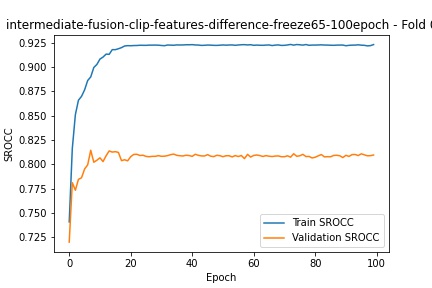 intermediate-fusion-clip-features-difference-freeze65-100epoch - Fold
0.925
0.900
0.875
0.850
0.825
0.800
0.775
0.750
0.725
SROCC
Train SROCC
Validation SROCC
0 20 40 60 80 100
Epoch